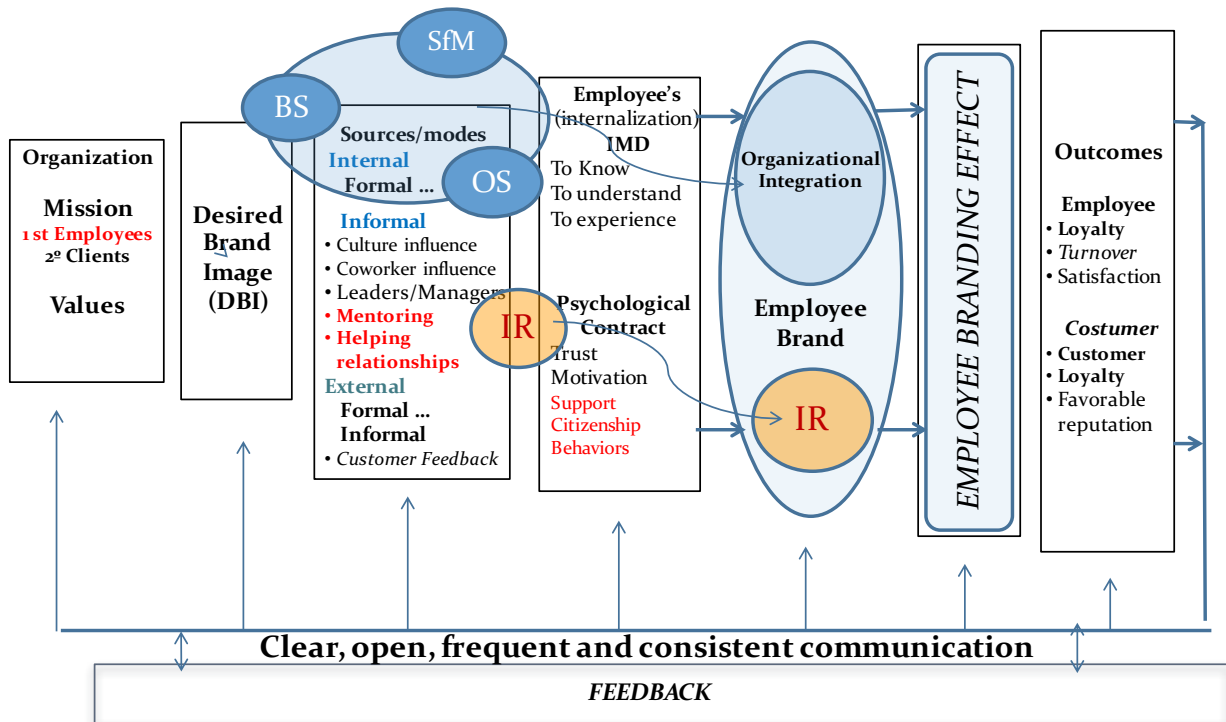 Organization
Mission
1st Employees
2º Clients
Values
Desired
Brand
Image
(DBI)
SfM
BS
OS
Sources/modes
Internal
Formal ...
Informal
• Culture influence
• Coworker influence
• Leaders/Managers
• Mentoring
• Helping
relationships
External
Formal ...
Informal
• Customer Feedback
IR
Employee's
(internalization)
IMD
To Know
To understand
To experience
Psychological
Contract
Trust
Motivation
Support
Citizenship
Behaviors
Organizational
Integration
Employee
Brand
IR
EMPLOYEE BRANDING EFFECT
Outcomes
Employee
• Loyalty
• Turnover
• Satisfaction
Costumer
• Customer
• Loyalty
• Favorable
reputation
Clear, open, frequent and consistent communication
FEEDBACK